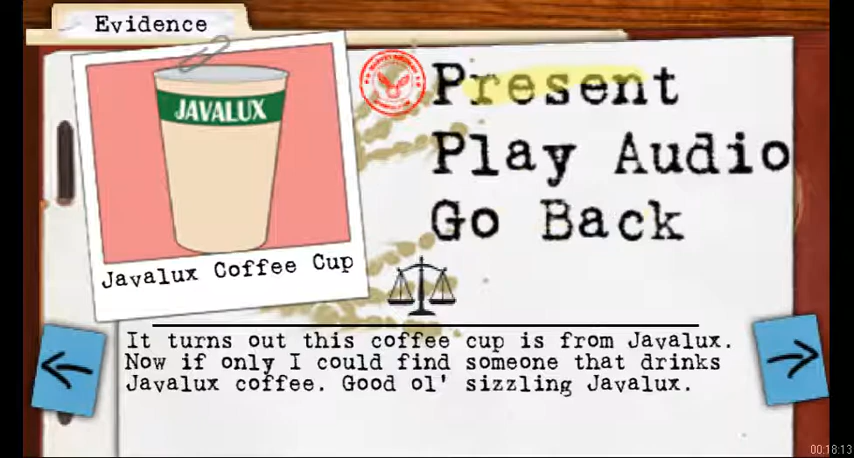 Evidence
JAVALUX
Javalux Coffee Cup
Present
Play Audio
Go Back
It turns out this coffee cup is from Javalux.
Now if only I could find someone that drinks
Javalux coffee. Good ol' sizzling Javalux.
00:18:13